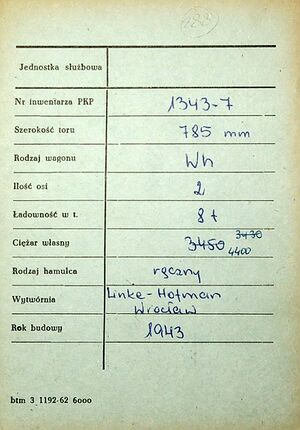 Jednostka służbowa
Nr inwentarza PKP 1343-7
Szerokość toru 785 mm
Rodzaj wagonu Wh
Ilość osi 2
Ładowność w t. 8 t
Ciężar własny 3450 3430
4400
Rodzaj hamulca ręczny
Wytwórnia Linke-Hofman
Wrocław
Rok budowy 1943
btm 3 1192-62 6000